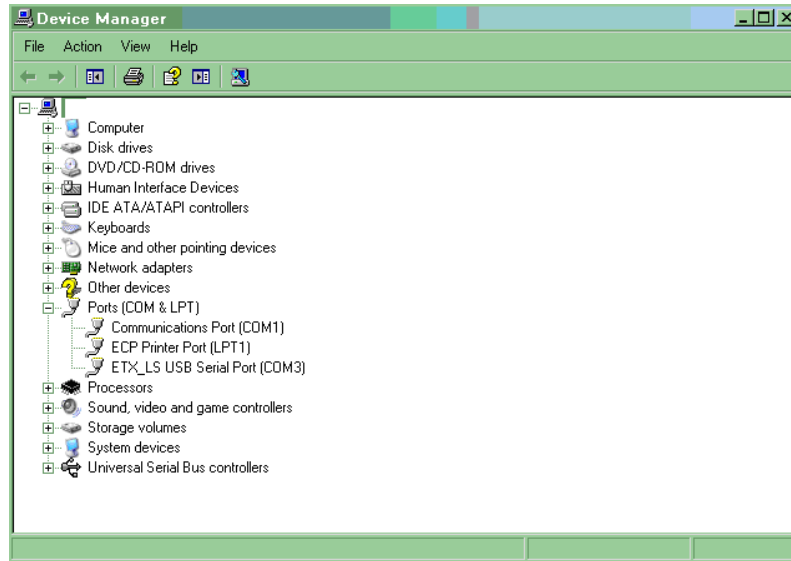 Device Manager
File Action View Help
Computer
Disk drives
DVD/CD-ROM drives
Human Interface Devices
IDE ATA/ATAPI controllers
Keyboards
Mice and other pointing devices
Network adapters
Other devices
Ports (COM & LPT)
Communications Port (COM1)
ECP Printer Port (LPT1)
ETX_LS USB Serial Port (COM3)
Processors
Sound, video and game controllers
Storage volumes
System devices
Universal Serial Bus controllers